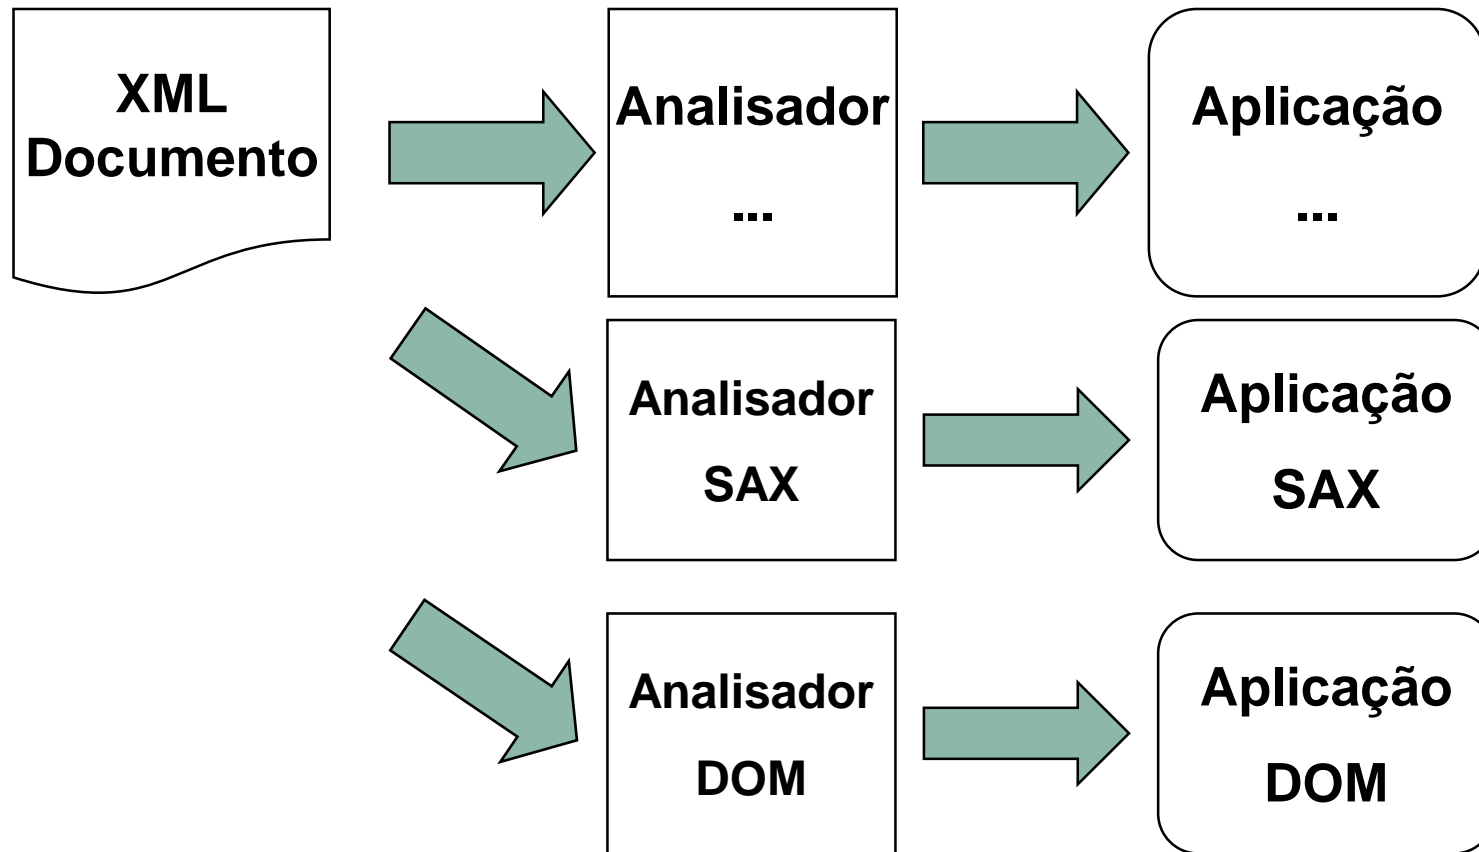 XML
Documento
Analisador
...
Aplicação
...
Analisador
SAX
Aplicação
SAX
Analisador
DOM
Aplicação
DOM